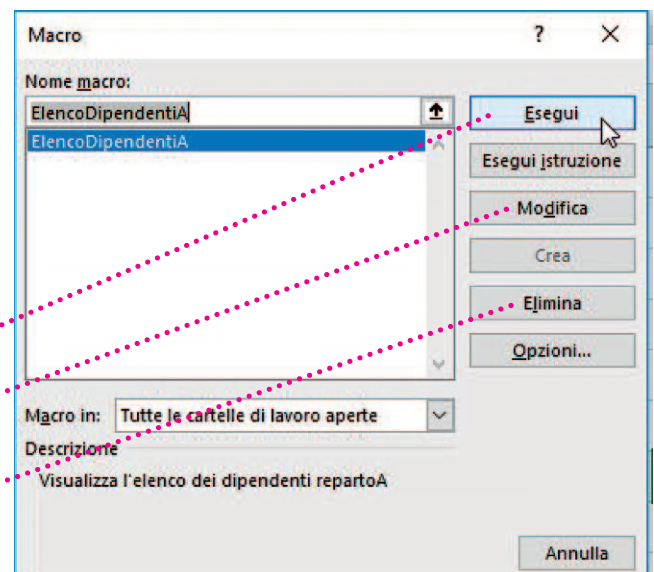 Macro ?
Nome macro:
ElencoDipendentiA
ElencoDipendentiA
Esegui
Esegui istruzione
Modifica
Crea
Elimina
Opzioni...
Macro in: Tutte le cartelle di lavoro aperte
Descrizione
Visualizza l'elenco dei dipendenti repartoA
Annulla